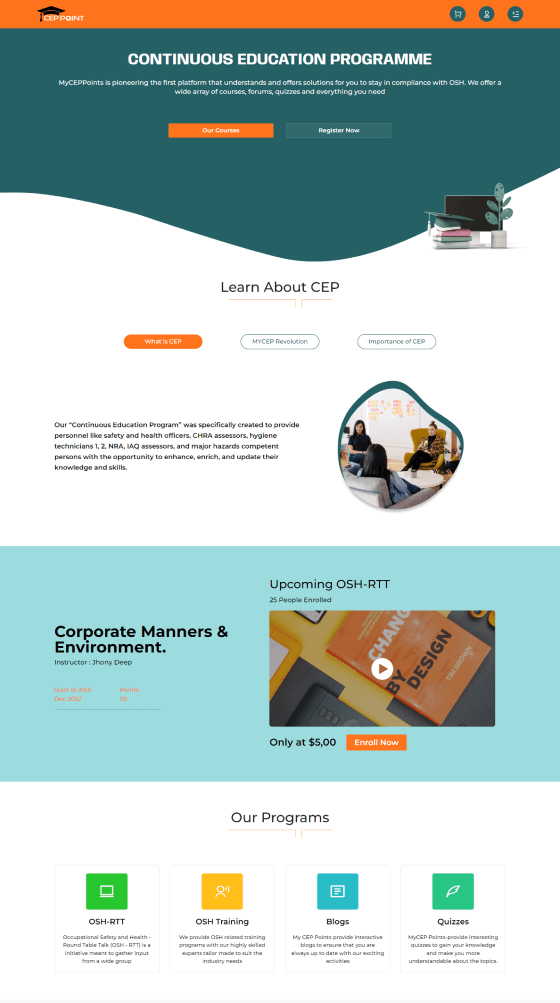 CEP POINT
CONTINUOUS EDUCATION PROGRAMME
MyCEPPoints is pioneering the first platform that understands and offers solutions for you to stay in compliance with OSH. We offer a
wide array of courses, forums, quizzes and everything you need
Our Courses
Register Now
Learn About CEP
What is CEP
MYCEP Revolution
Importance of CEP
Our “Continuous Education Program” was specifically created to provide
personnel like safety and health officers, CHRA assessors, hygiene
technicians 1, 2, NRA, IAQ assessors, and major hazards competent
persons with the opportunity to enhance, enrich, and update their
knowledge and skills.
Upcoming OSH-RTT
25 People Enrolled
Corporate Manners &
Environment.
Instructor : Jhony Deep
Start at 20th
Dec 2022
Points
05
CHANG
BY
DESIGN
TIM BROWN
Only at $5,00
Enroll Now
Our Programs
OSH-RTT
Occupational Safety and Health -
Round Table Talk (OSH - RTT) is a
initiative meant to gather input
from a wide group
OSH Training
We provide OSH related training
programs with our highly skilled
experts tailor made to suit the
industry needs
Blogs
My CEP Points provide interactive
blogs to ensure that you are
always up to date with our exciting
activities
Quizzes
MyCEP Points-provide interesting
quizzes to gain your knowledge
and make you more
understandable about the topics.